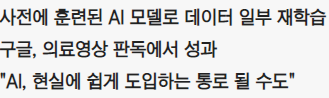 사전에 훈련된 AI 모델로 데이터 일부 재학습
구글, 의료영상 판독에서 성과
"AI, 현실에 쉽게 도입하는 통로 될 수도"